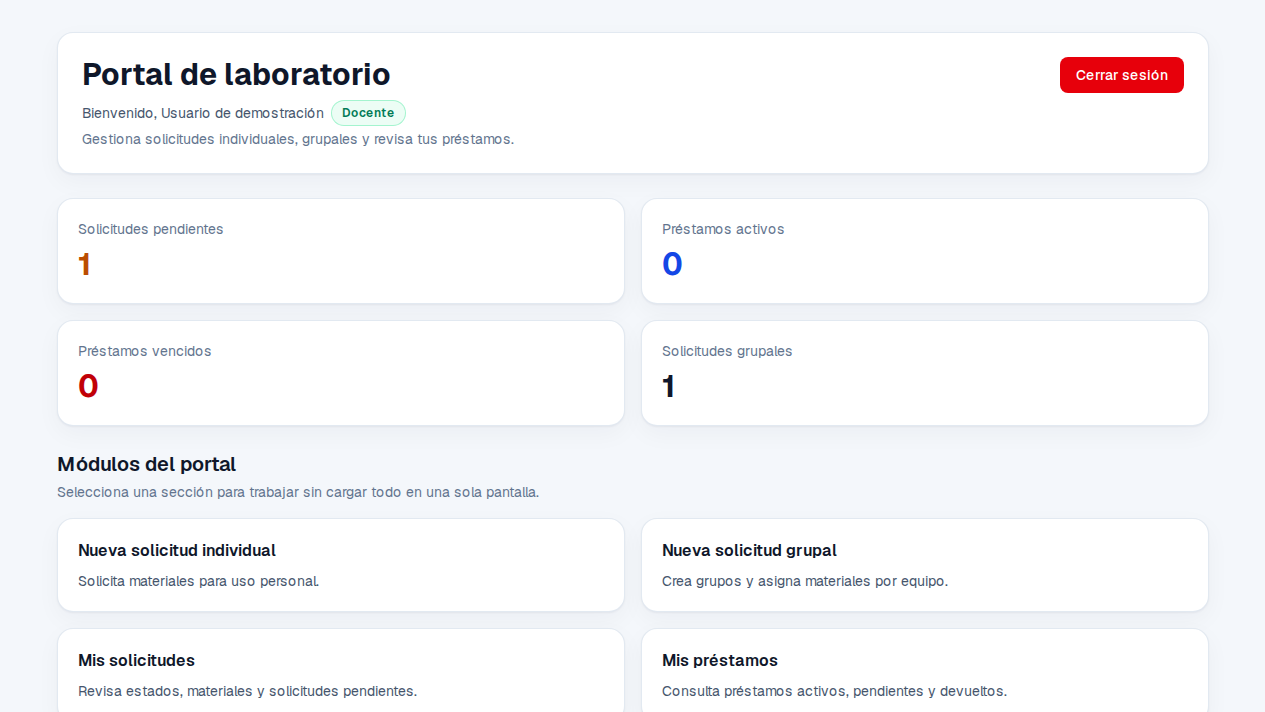 Portal de laboratorio
Cerrar sesión
Bienvenido, Usuario de demostración Docente
Gestiona solicitudes individuales, grupales y revisa tus préstamos.
Solicitudes pendientes
1
Préstamos activos
0
Préstamos vencidos
0
Solicitudes grupales
1
Módulos del portal
Selecciona una sección para trabajar sin cargar todo en una sola pantalla.
Nueva solicitud individual
Solicita materiales para uso personal.
Nueva solicitud grupal
Crea grupos y asigna materiales por equipo.
Mis solicitudes
Revisa estados, materiales y solicitudes pendientes.
Mis préstamos
Consulta préstamos activos, pendientes y devueltos.